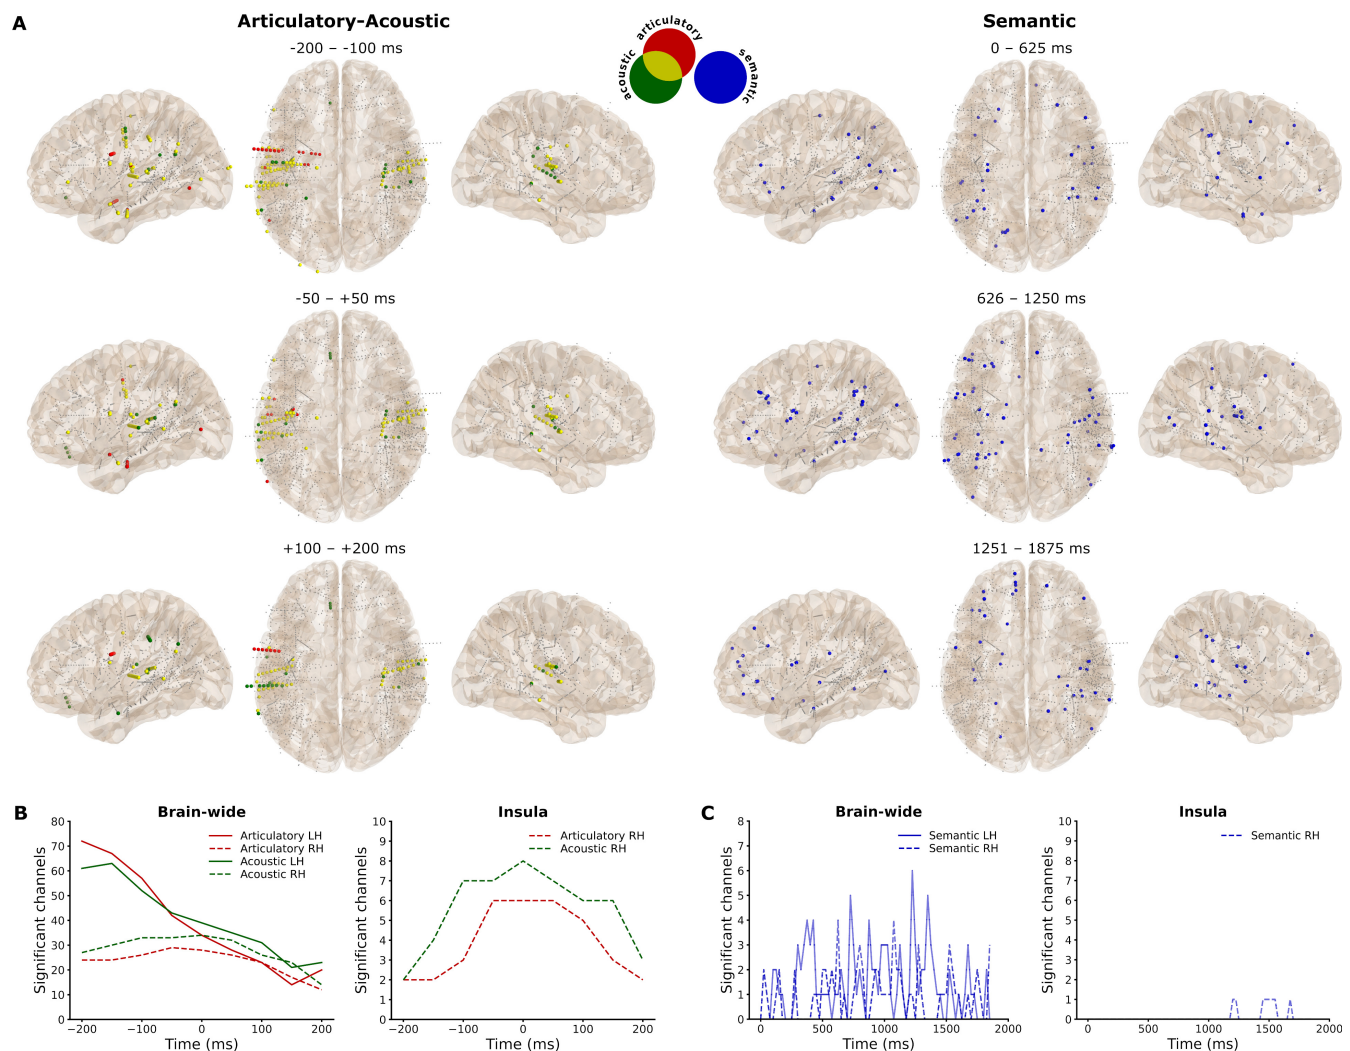 A
Articulatory–Acoustic
articulatory
acoustic
semantic
Semantic
-200 – -100 ms
0 – 625 ms
-50 – +50 ms
626 – 1250 ms
+100 – +200 ms
1251 – 1875 ms
B
Brain-wide
Significant channels
80
70
60
50
40
30
20
10
0
−200
−100
0
100
200
Time (ms)
Articulatory LH
Articulatory RH
Acoustic LH
Acoustic RH
Insula
Significant channels
10
9
8
7
6
5
4
3
2
1
0
−200
−100
0
100
200
Time (ms)
Articulatory RH
Acoustic RH
C
Brain-wide
Significant channels
8
7
6
5
4
3
2
1
0
0
500
1000
1500
2000
Time (ms)
Semantic LH
Semantic RH
Insula
Significant channels
10
9
8
7
6
5
4
3
2
1
0
0
500
1000
1500
2000
Time (ms)
Semantic RH